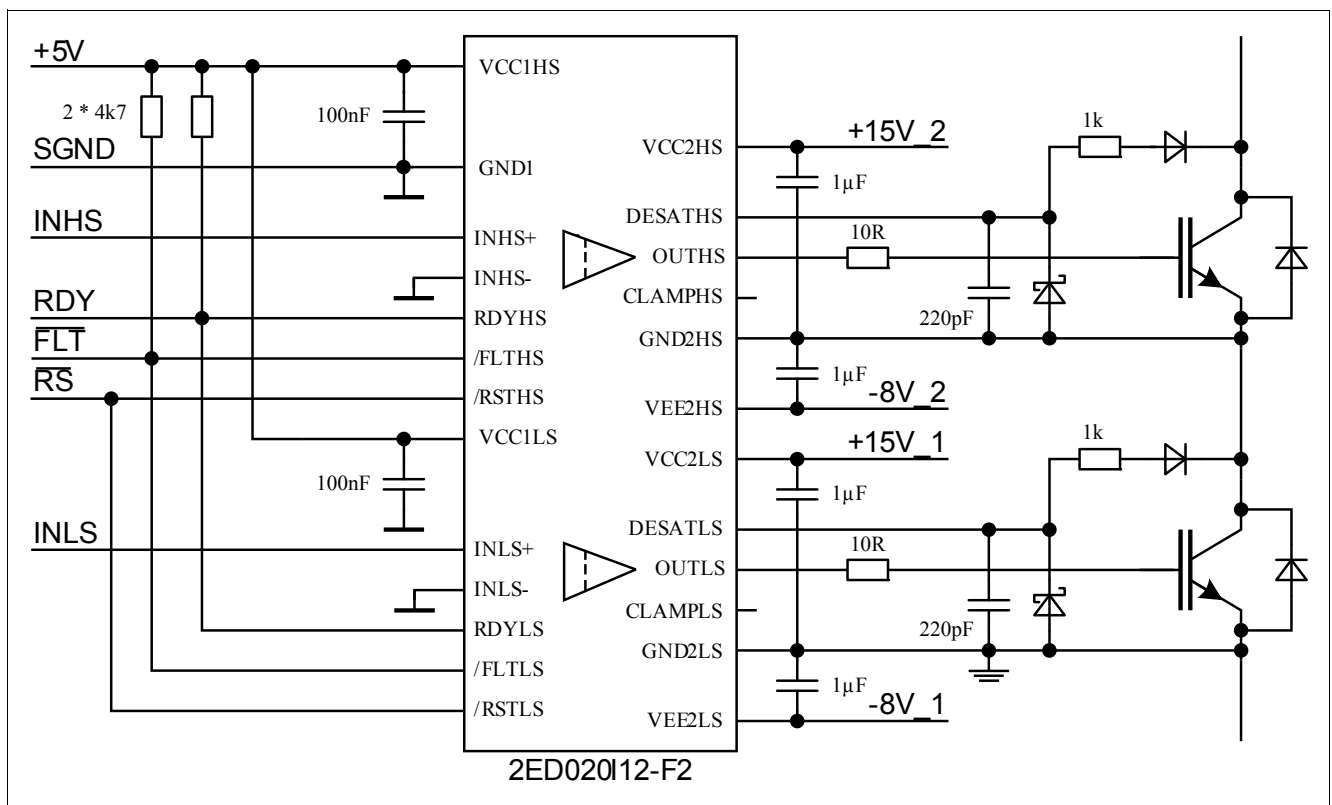 +5V
2 * 4k7
SGND
INHS
RDY
FLT
RS
INLS
100nF
100nF
VCC1HS
GND1
INHS+
INHS-
RDYHS
/FLTHS
/RSTHS
VCC1LS
INLS+
INLS-
RDYLS
/FLTLS
/RSTLS
VCC2HS
DESATHS
OUTHS
CLAMPHS
GND2HS
VEE2HS
VCC2LS
DESATLS
OUTLS
CLAMPLS
GND2LS
VEE2LS
+15V_2
1µF
10R
1k
220pF
1µF
-8V_2
+15V_1
1µF
10R
1k
220pF
1µF
-8V_1
2ED020I12-F2